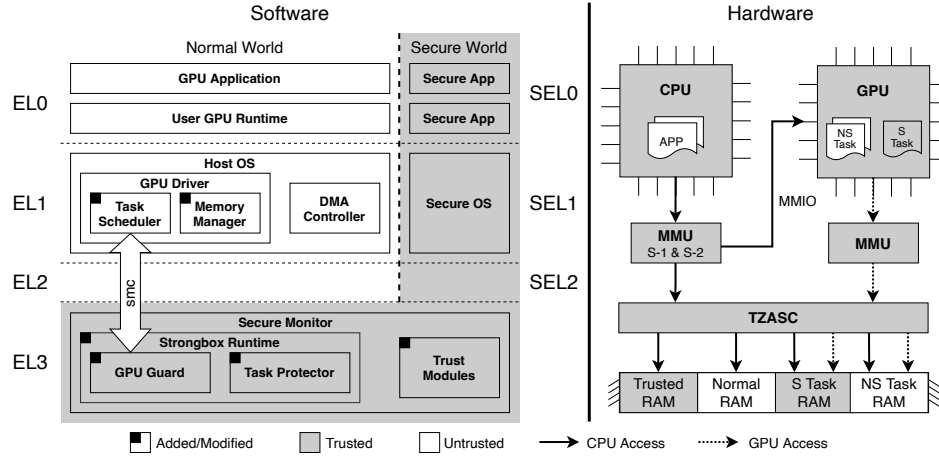 Software
Hardware
Normal World
Secure World
EL0
GPU Application
Secure App
User GPU Runtime
Secure App
SEL0
EL1
Host OS
GPU Driver
Task
Scheduler
Memory
Manager
DMA
Controller
Secure OS
SEL1
EL2
SEL2
smc
EL3
Secure Monitor
Strongbox Runtime
GPU Guard
Task Protector
Trust
Modules
CPU
APP
GPU
NS
Task
S
Task
MMIO
MMU
S-1 & S-2
MMU
TZASC
Trusted
RAM
Normal
RAM
S Task
RAM
NS Task
RAM
Added/Modified
Trusted
Untrusted
CPU Access
GPU Access